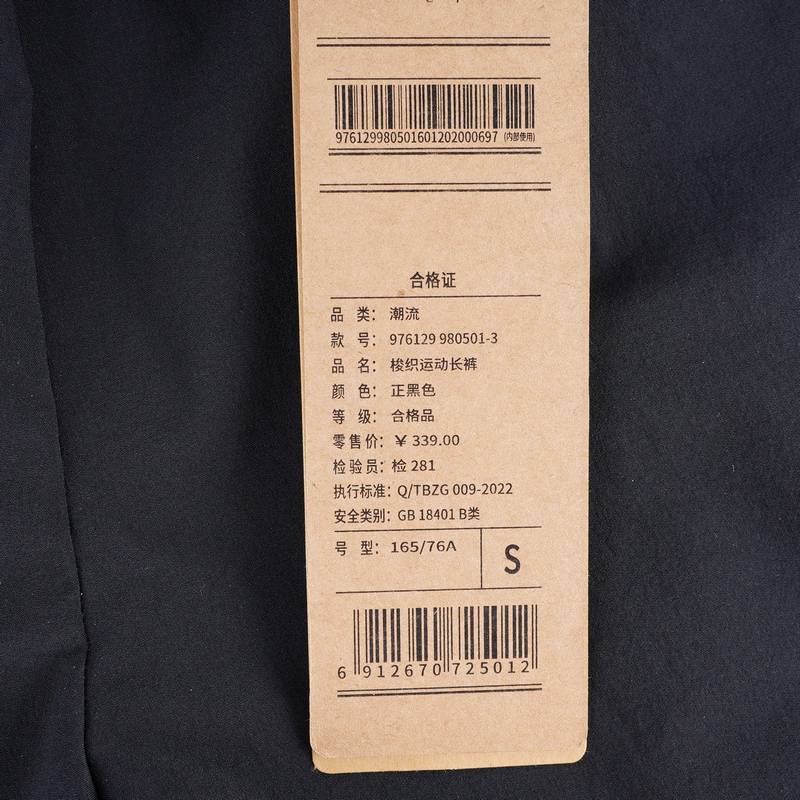 976129980501601202000697 (内部使用)
合格证
品 类: 潮流
款 号: 976129 980501-3
品 名: 梭织运动长裤
颜 色: 正黑色
等 级: 合格品
零售价: ¥ 339.00
检验员: 检 281
执行标准: Q/TBZG 009-2022
安全类别: GB 18401 B类
号 型: 165/76A
S
6 912670 725012